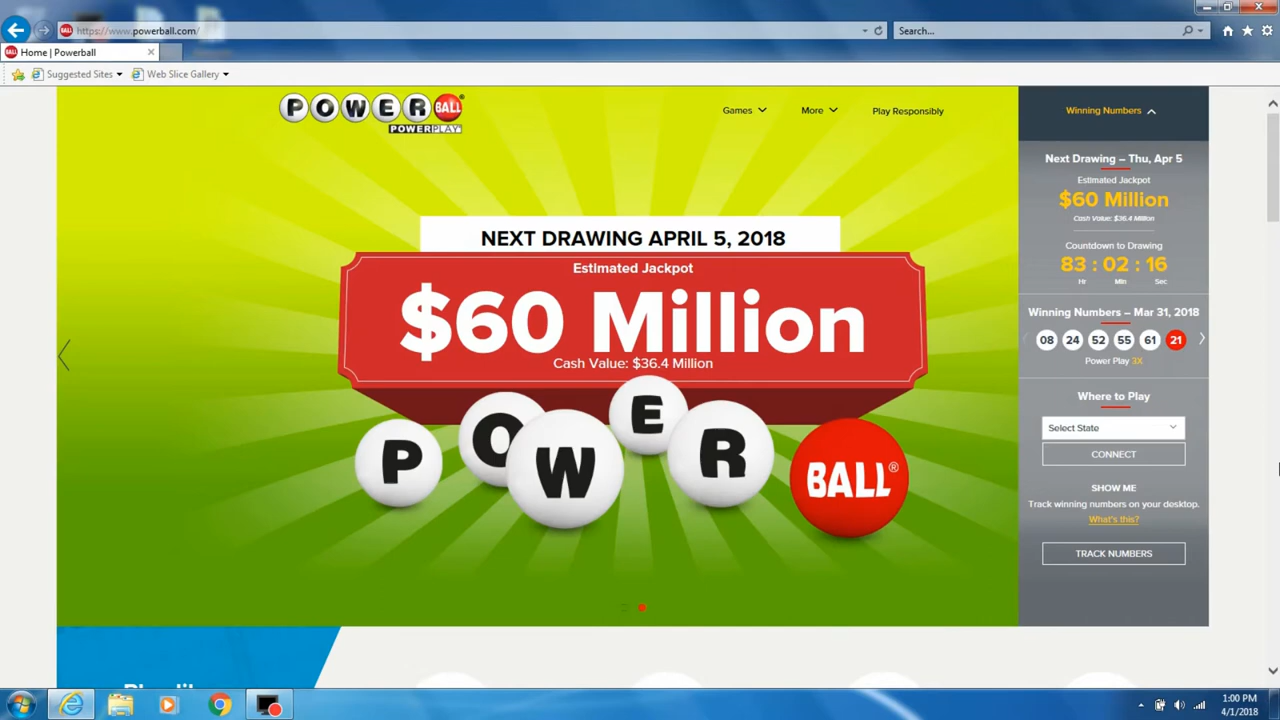 https://www.powerball.com/
Search...
BALL Home | Powerball
Suggested Sites
Web Slice Gallery
POWER BALL®
POWERPLAY
Games
More
Play Responsibly
NEXT DRAWING APRIL 5, 2018
Estimated Jackpot
$60 Million
Cash Value: $36.4 Million
POWER BALL®
Winning Numbers
Next Drawing – Thu, Apr 5
Estimated Jackpot
$60 Million
Cash Value: $36.4 Million
Countdown to Drawing
83 : 02 : 16
Hr Min Sec
Winning Numbers – Mar 31, 2018
08 24 52 55 61 21
Power Play 3X
Where to Play
Select State
CONNECT
SHOW ME
Track winning numbers on your desktop.
What's this?
TRACK NUMBERS
1:00 PM
4/1/2018